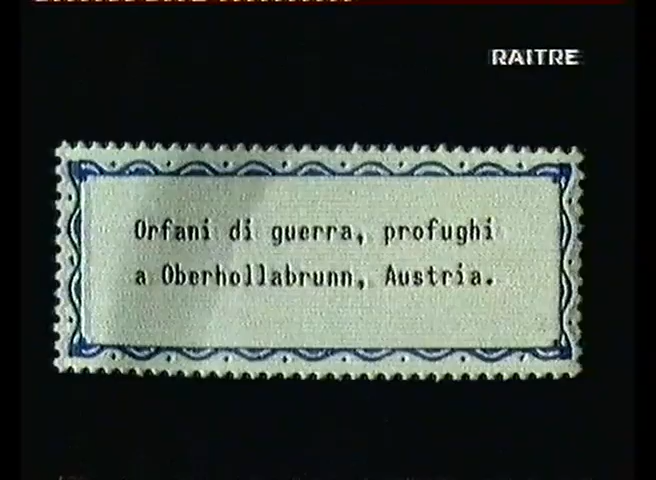 RAITRE
Orfani di guerra, profughi
a Oberhollabrunn, Austria.